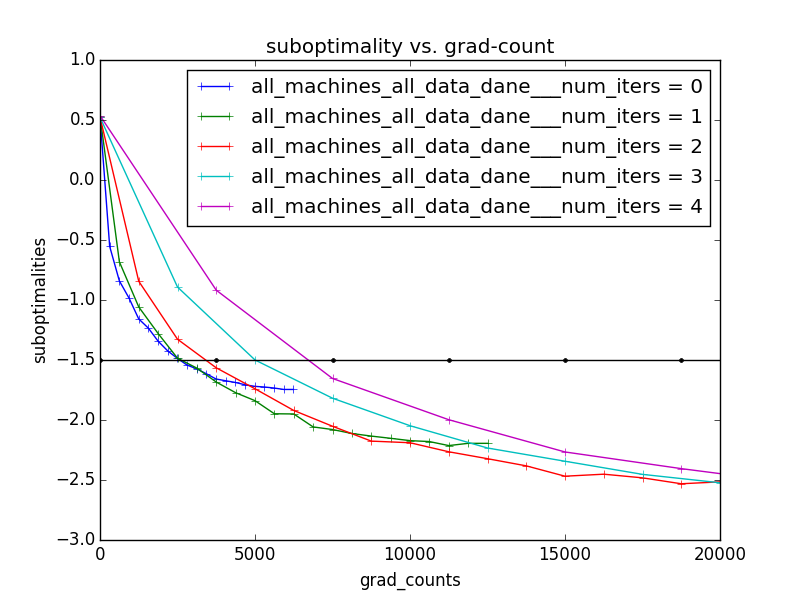 suboptimality vs. grad-count
1.0
0.5
0.0
−0.5
−1.0
−1.5
−2.0
−2.5
−3.0
suboptimalities
all_machines_all_data_dane___num_iters = 0
all_machines_all_data_dane___num_iters = 1
all_machines_all_data_dane___num_iters = 2
all_machines_all_data_dane___num_iters = 3
all_machines_all_data_dane___num_iters = 4
0 5000 10000 15000 20000
grad_counts